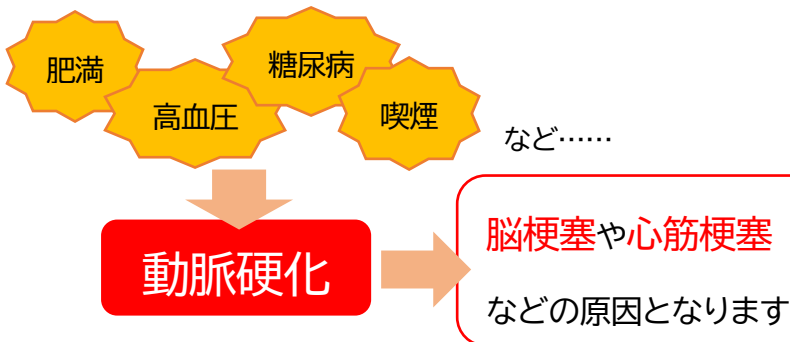 肥満
高血圧
糖尿病
喫煙
など……
動脈硬化
脳梗塞や心筋梗塞
などの原因となります